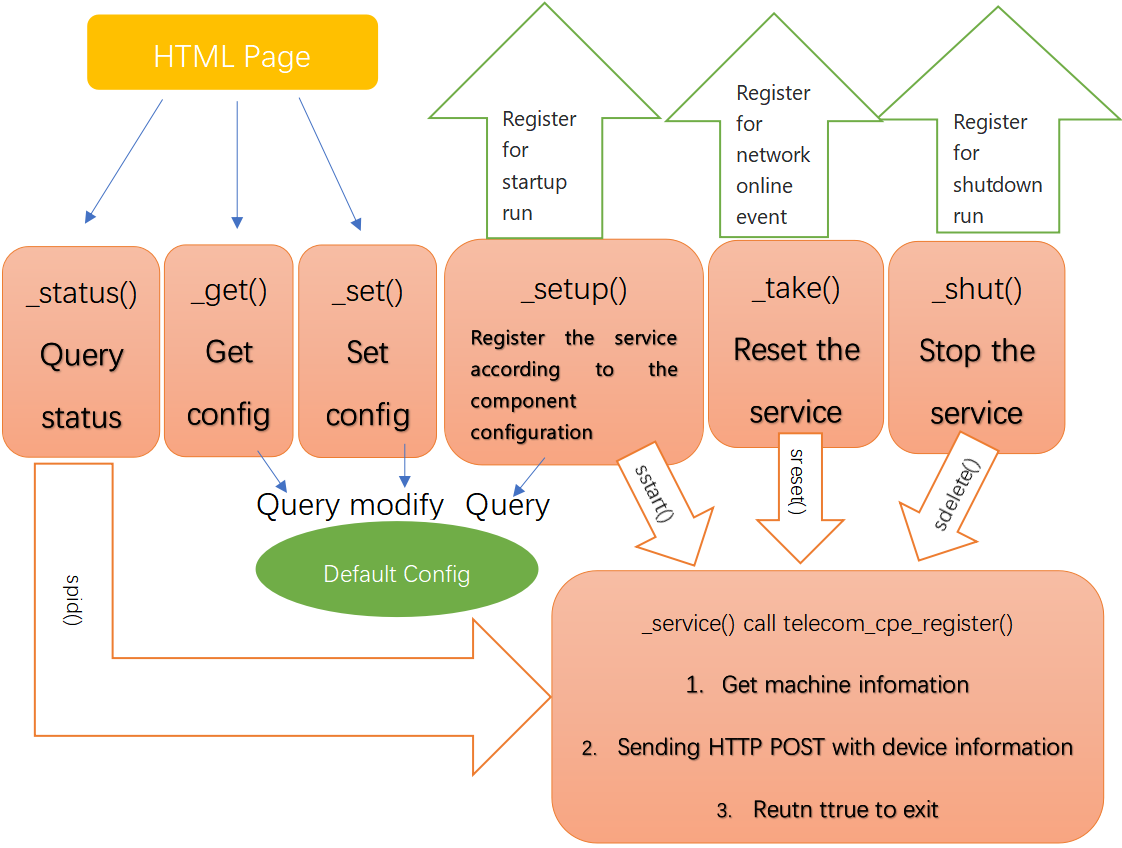 HTML Page
Register
for
startup
run
Register
for
network
online
event
Register
for
shutdown
run
_status()
Query
status
_get()
Get
config
_set()
Set
config
_setup()
Register the service
according to the
component
configuration
_take()
Reset the
service
_shut()
Stop the
service
Query modify Query
sstart()
sreset()
sdelete()
Default Config
spid()
_service() call telecom_cpe_register()
1. Get machine infomation
2. Sending HTTP POST with device information
3. Reutn ttrue to exit